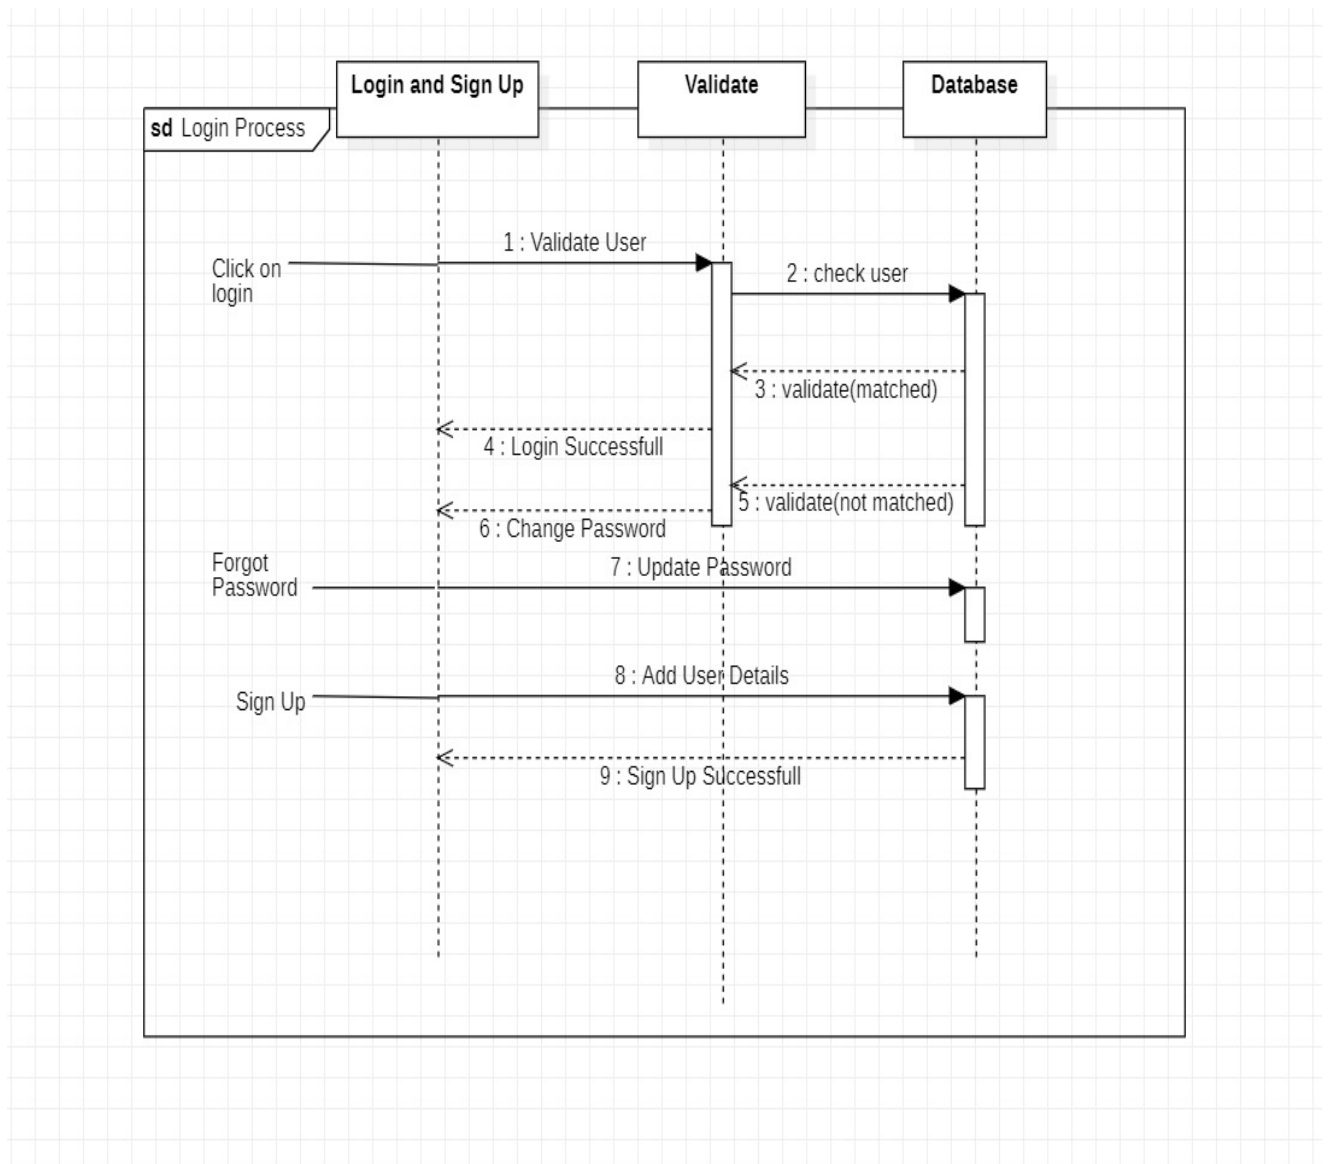 Login and Sign Up
Validate
Database
sd Login Process
1 : Validate User
Click on
login
2 : check user
3 : validate(matched)
4 : Login Successfull
5 : validate(not matched)
6 : Change Password
Forgot
Password
7 : Update Password
8 : Add User Details
Sign Up
9 : Sign Up Successfull